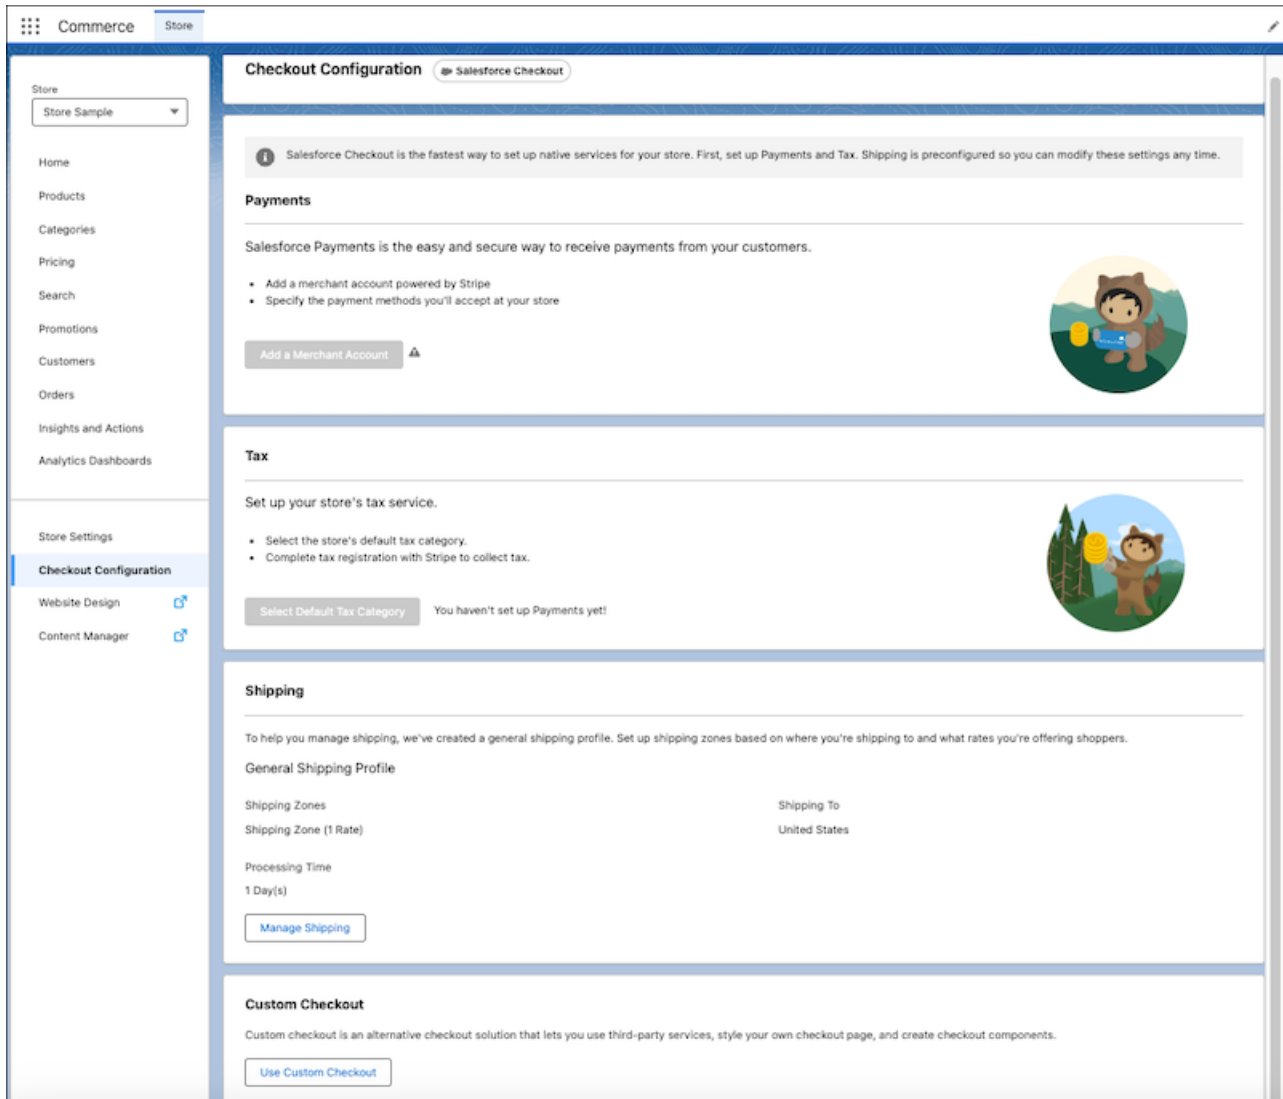 Commerce
Store
Store
Store Sample
Home
Products
Categories
Pricing
Search
Promotions
Customers
Orders
Insights and Actions
Analytics Dashboards
Store Settings
Checkout Configuration
Website Design
Content Manager
Checkout Configuration
Salesforce Checkout
Salesforce Checkout is the fastest way to set up native services for your store. First, set up Payments and Tax. Shipping is preconfigured so you can modify these settings any time.
Payments
Salesforce Payments is the easy and secure way to receive payments from your customers.
• Add a merchant account powered by Stripe
• Specify the payment methods you'll accept at your store
Add a Merchant Account
Tax
Set up your store's tax service.
• Select the store's default tax category.
• Complete tax registration with Stripe to collect tax.
Select Default Tax Category
You haven't set up Payments yet!
Shipping
To help you manage shipping, we've created a general shipping profile. Set up shipping zones based on where you're shipping to and what rates you're offering shoppers.
General Shipping Profile
Shipping Zones
Shipping To
Shipping Zone (1 Rate)
United States
Processing Time
1 Day(s)
Manage Shipping
Custom Checkout
Custom checkout is an alternative checkout solution that lets you use third-party services, style your own checkout page, and create checkout components.
Use Custom Checkout